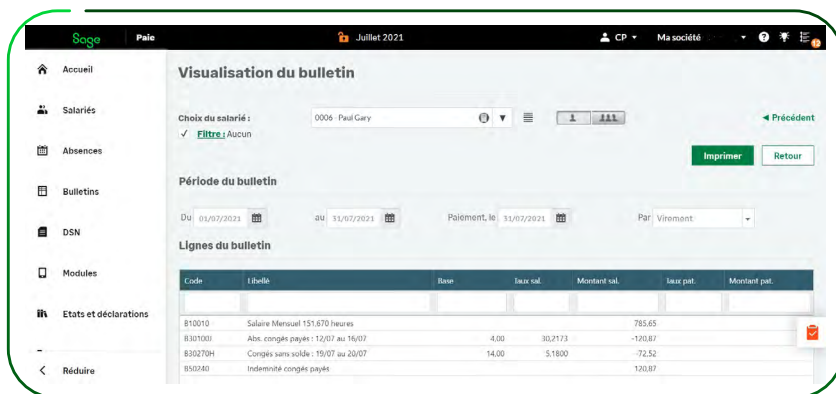 Sage Paie Juillet 2021 CP Ma société 12
Accueil
Salariés
Absences
Bulletins
DSN
Modules
Etats et déclarations
Réduire
Visualisation du bulletin
Choix du salarié : 0006 Paul Gary
✓ Filtre : Aucun
◄ Précédent
Imprimer Retour
Période du bulletin
Du 01/07/2021 au 31/07/2021 Paiement, le 31/07/2021 Par Virement
Lignes du bulletin
Code Libellé Base Taux sal. Montant sal. Taux pat. Montant pat.
B10010 Salaire Mensuel 151.670 heures 785,65
B30100J Abs. congés payés : 12/07 au 16/07 4,00 30,2173 -120,87
B30270H Congés sans solde : 19/07 au 20/07 14,00 5,1800 -72,52
B50240 Indemnité congés payés 120,87